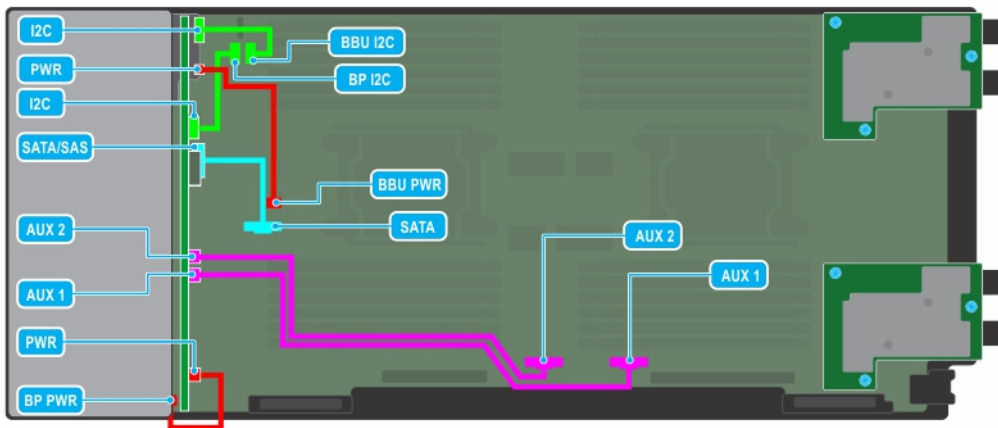 I2C
PWR
I2C
SATA/SAS
AUX 2
AUX 1
PWR
BP PWR
BBU I2C
BP I2C
BBU PWR
SATA
AUX 2
AUX 1